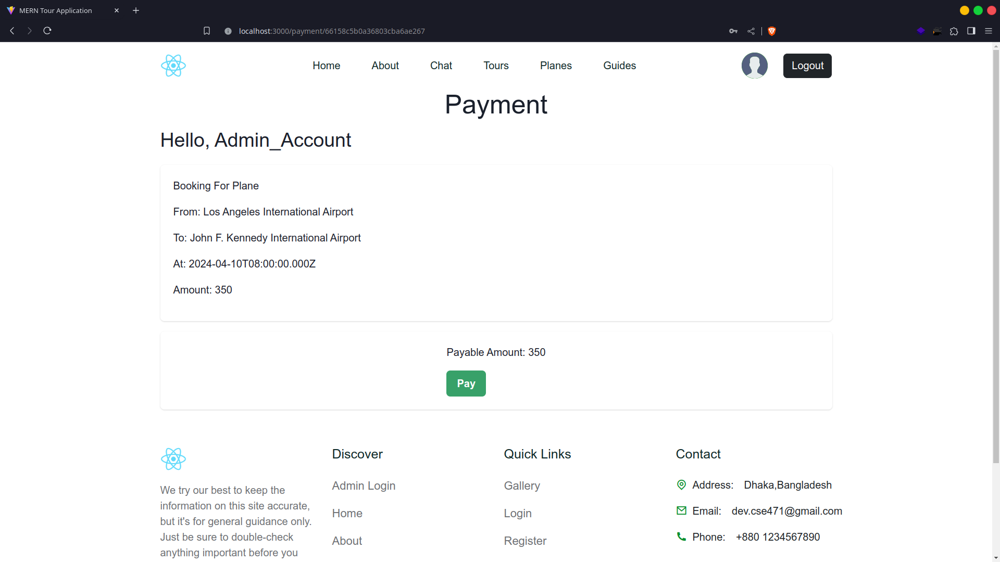 MERN Tour Application
localhost:3000/payment/66158c5b0a36803cba6ae267
Home About Chat Tours Planes Guides Logout
Payment
Hello, Admin_Account
Booking For Plane
From: Los Angeles International Airport
To: John F. Kennedy International Airport
At: 2024-04-10T08:00:00.000Z
Amount: 350
Payable Amount: 350
Pay
We try our best to keep the
information on this site accurate,
but it's for general guidance only.
Just be sure to double-check
anything important before you
Discover
Admin Login
Home
About
Quick Links
Gallery
Login
Register
Contact
Address: Dhaka,Bangladesh
Email: dev.cse471@gmail.com
Phone: +880 1234567890